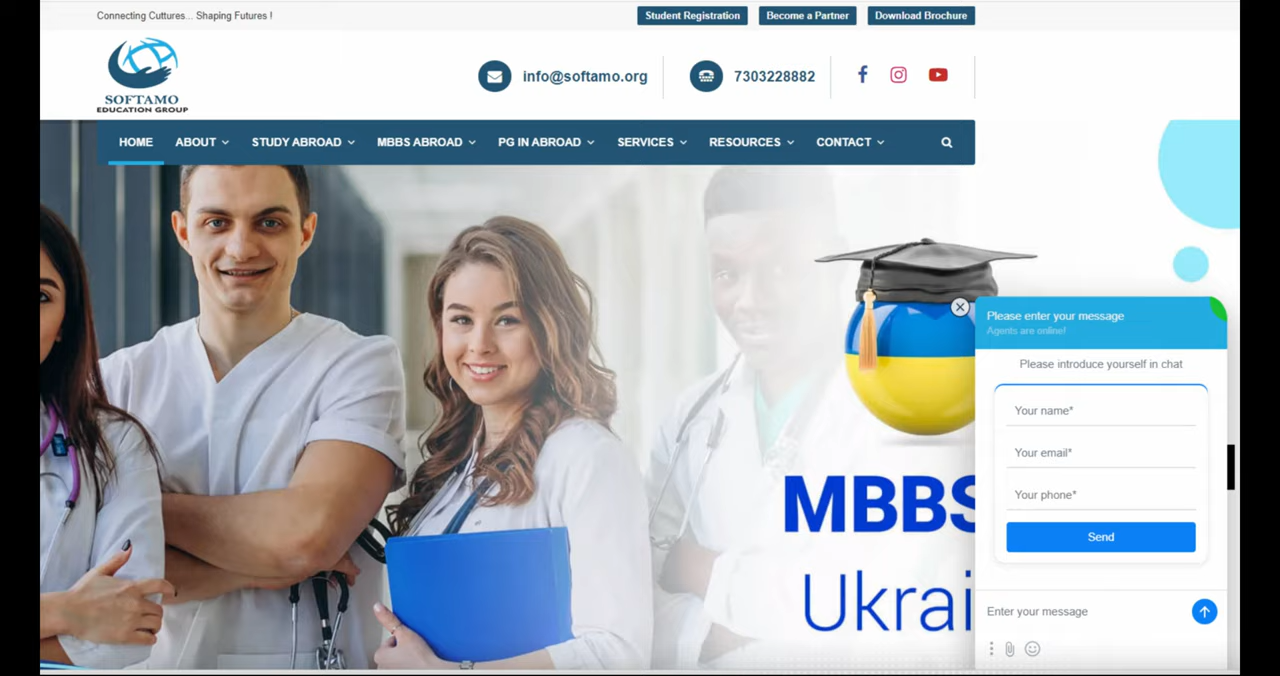 Connecting Cuttures... Shaping Futures !
Student Registration
Become a Partner
Download Brochure
SOFTAMO
EDUCATION GROUP
info@softamo.org
7303228882
HOME
ABOUT
STUDY ABROAD
MBBS ABROAD
PG IN ABROAD
SERVICES
RESOURCES
CONTACT
MBBS
Ukrai
Please enter your message
Agents are online!
Please introduce yourself in chat
Your name*
Your email*
Your phone*
Send
Enter your message